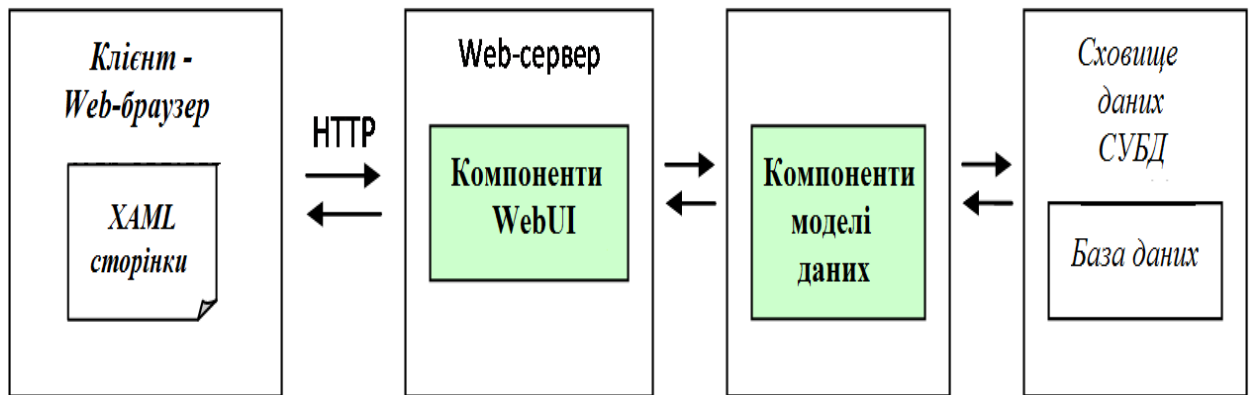 Клієнт -
Web-браузер
XAML
сторінки
HTTP
Web-сервер
Компоненти
WebUI
Компоненти
моделі
даних
Сховище
даних
СУБД
База даних